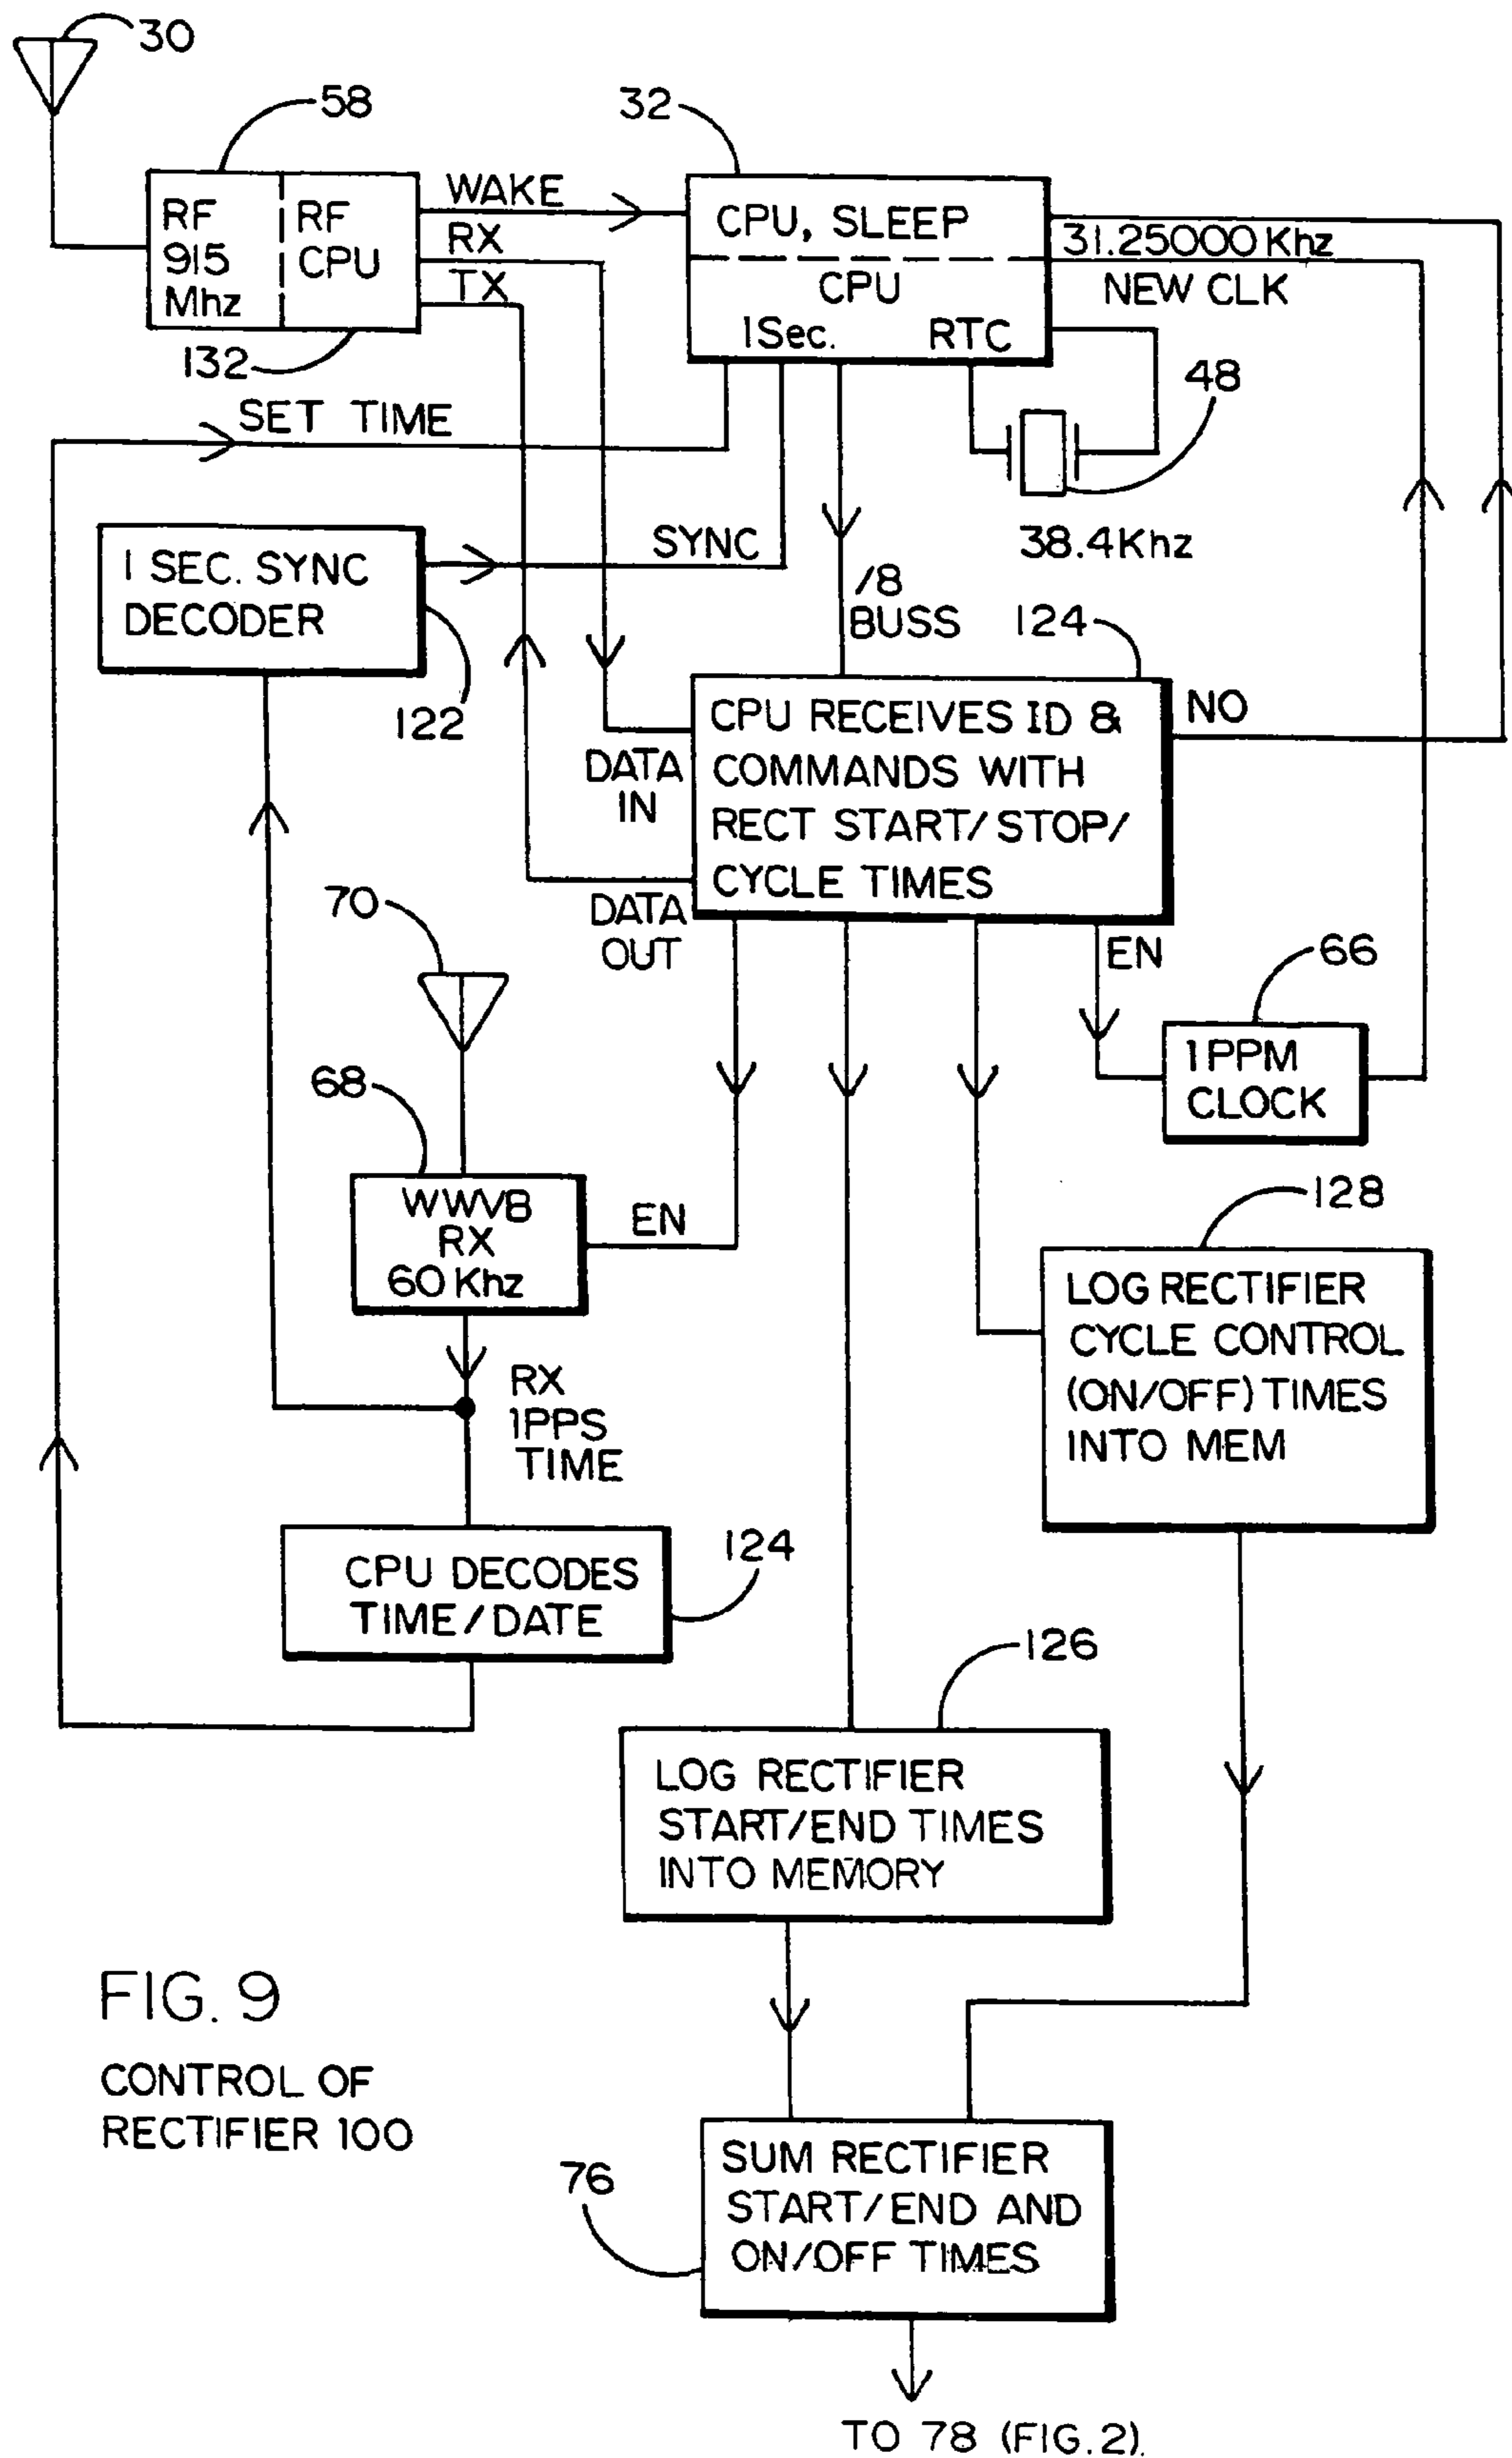 30
58
32
RF
915
Mhz
RF
CPU
132
WAKE
RX
TX
CPU, SLEEP
CPU
1Sec.
RTC
31.25000 Khz
NEW CLK
48
38.4Khz
SET TIME
1 SEC. SYNC
DECODER
122
SYNC
/8
BUSS
124
CPU RECEIVES ID &
COMMANDS WITH
RECT START/STOP/
CYCLE TIMES
NO
DATA
IN
DATA
OUT
EN
66
1PPM
CLOCK
70
68
WWVB
RX
60 Khz
EN
128
LOG RECTIFIER
CYCLE CONTROL
(ON/OFF) TIMES
INTO MEM
RX
1PPS
TIME
CPU DECODES
TIME/DATE
124
126
LOG RECTIFIER
START/END TIMES
INTO MEMORY
FIG. 9
CONTROL OF
RECTIFIER 100
76
SUM RECTIFIER
START/END AND
ON/OFF TIMES
TO 78 (FIG.2).